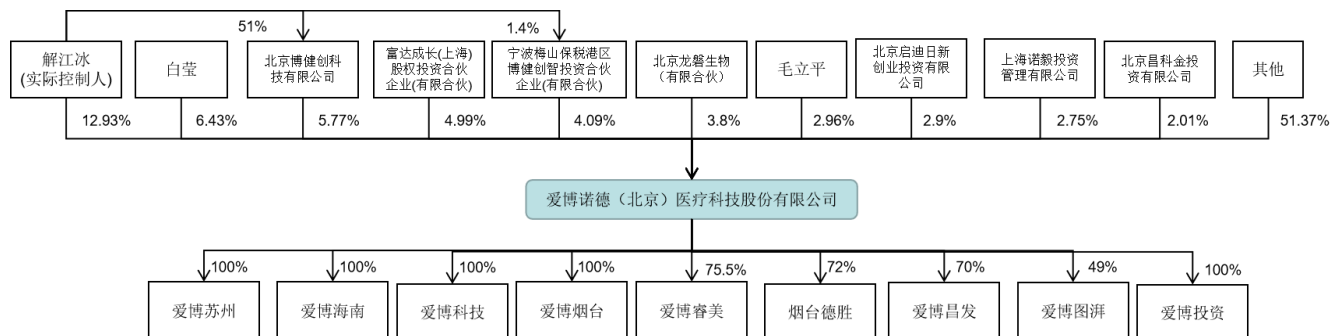 51%
1.4%
解江冰
(实际控制人)
白莹
北京博健创科
技有限公司
富达成长(上海)
股权投资合伙
企业(有限合伙)
宁波梅山保税港区
博健创智投资合伙
企业(有限合伙)
北京龙磐生物
（有限合伙）
毛立平
北京启迪日新
创业投资有限
公司
上海诺毅投资
管理有限公司
北京昌科金投
资有限公司
其他
12.93%
6.43%
5.77%
4.99%
4.09%
3.8%
2.96%
2.9%
2.75%
2.01%
51.37%
爱博诺德（北京）医疗科技股份有限公司
100%
100%
100%
100%
75.5%
72%
70%
49%
100%
爱博苏州
爱博海南
爱博科技
爱博烟台
爱博睿美
烟台德胜
爱博昌发
爱博图湃
爱博投资